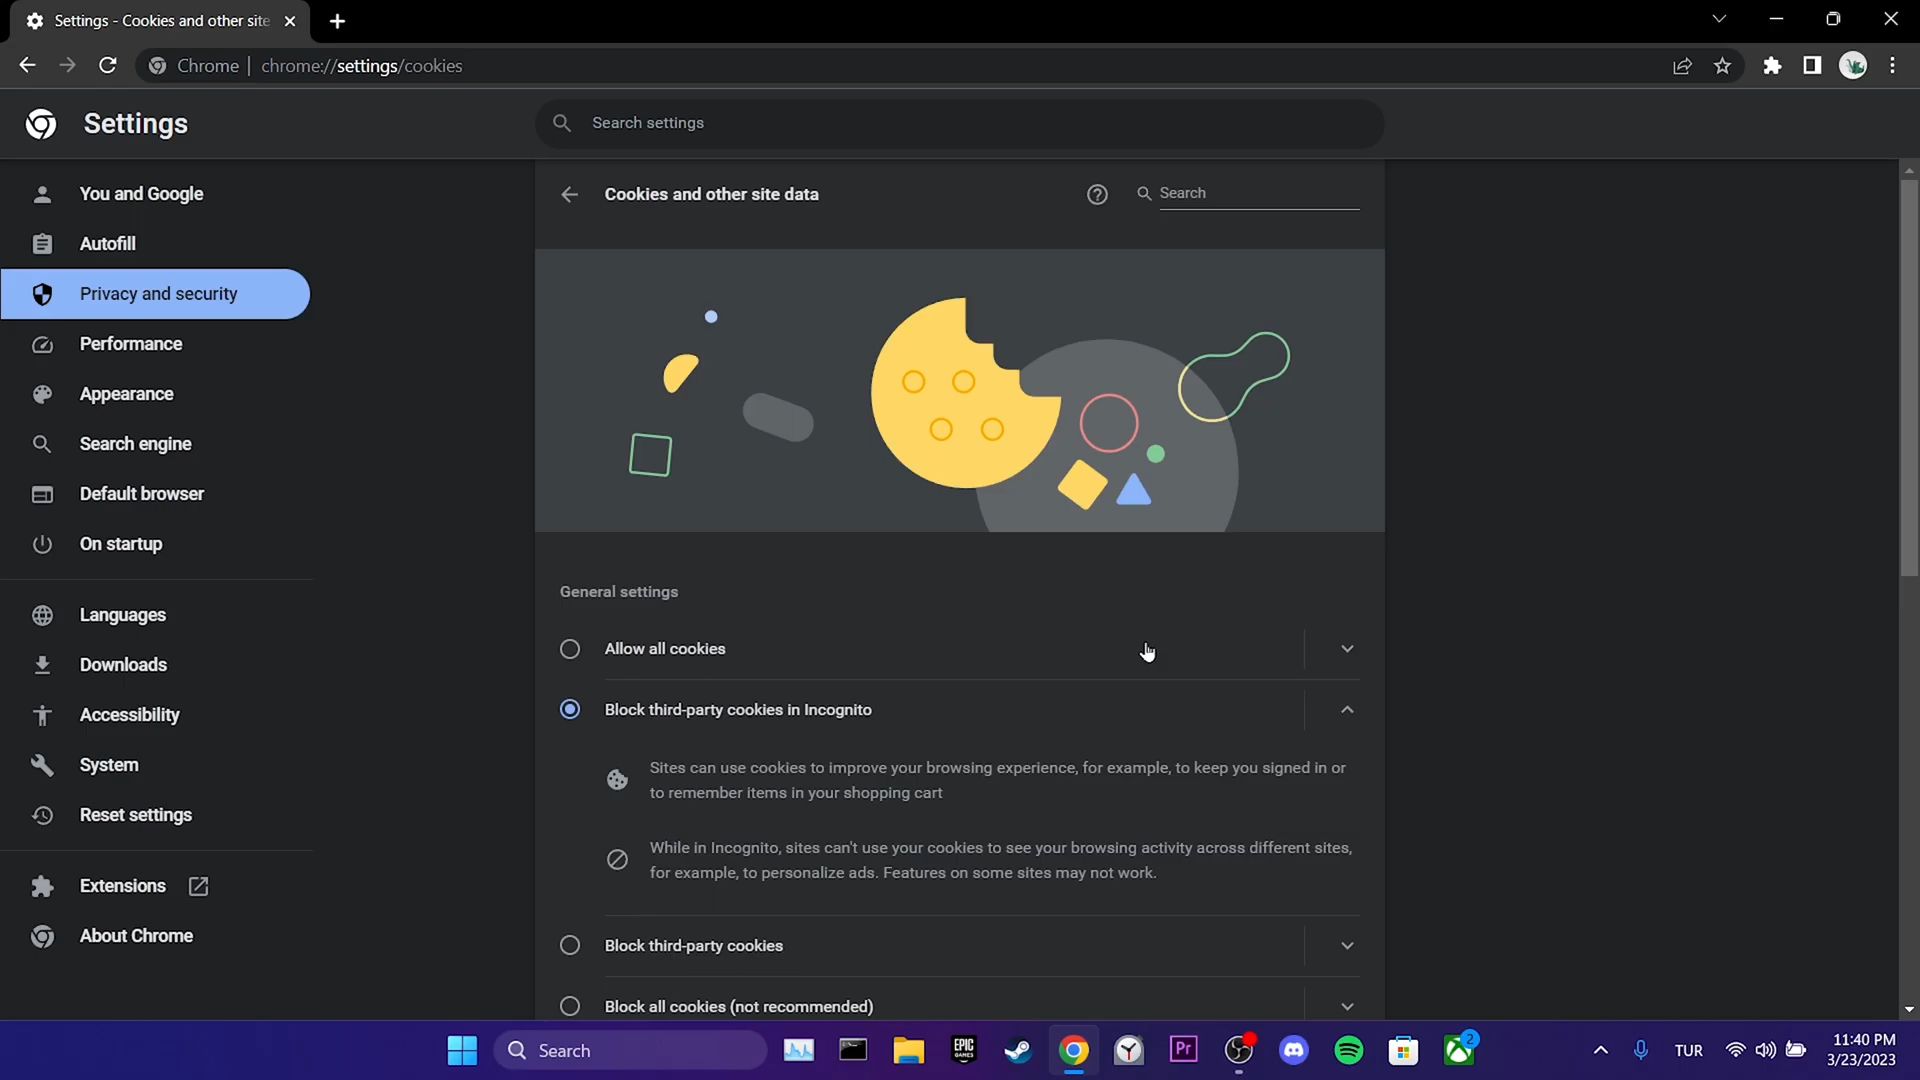 Settings - Cookies and other site
Chrome | chrome://settings/cookies
Settings
Search settings
You and Google
Autofill
Privacy and security
Performance
Appearance
Search engine
Default browser
On startup
Languages
Downloads
Accessibility
System
Reset settings
Extensions
About Chrome
Cookies and other site data
Search
General settings
Allow all cookies
Block third-party cookies in Incognito
Sites can use cookies to improve your browsing experience, for example, to keep you signed in or
to remember items in your shopping cart
While in Incognito, sites can't use your cookies to see your browsing activity across different sites,
for example, to personalize ads. Features on some sites may not work.
Block third-party cookies
Block all cookies (not recommended)
Search
EPIC GAMES
Pr
2
TUR
11:40 PM
3/23/2023